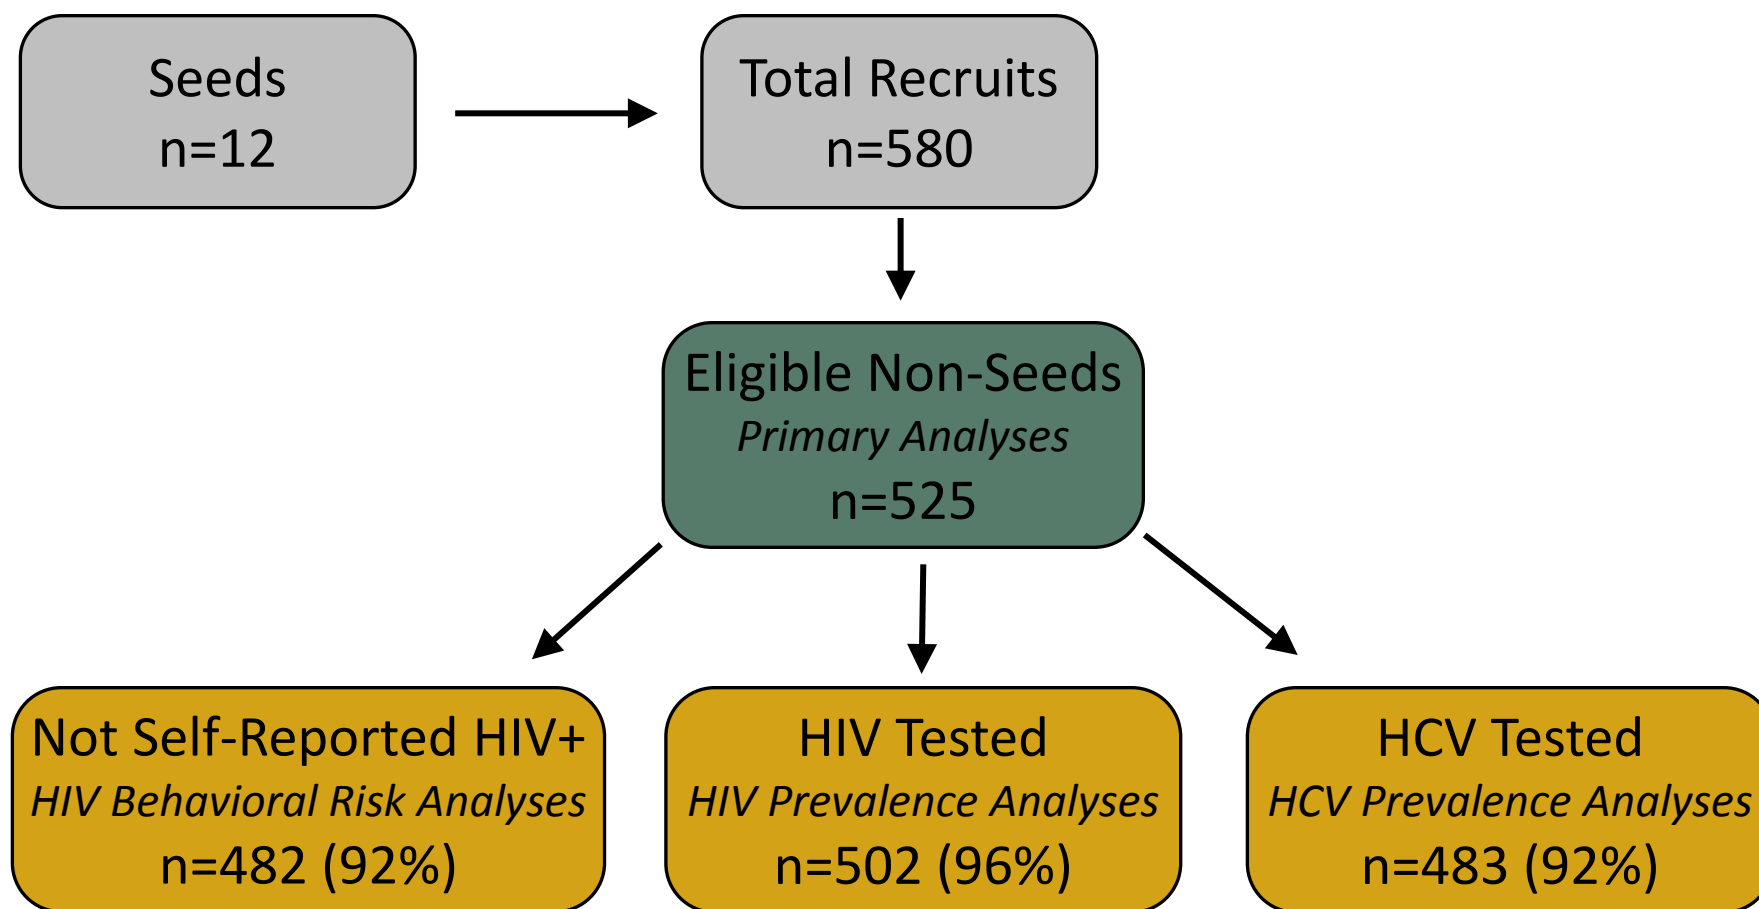 Seeds
n=12
Total Recruits
n=580
Eligible Non-Seeds
Primary Analyses
n=525
Not Self-Reported HIV+
HIV Behavioral Risk Analyses
n=482 (92%)
HIV Tested
HIV Prevalence Analyses
n=502 (96%)
HCV Tested
HCV Prevalence Analyses
n=483 (92%)